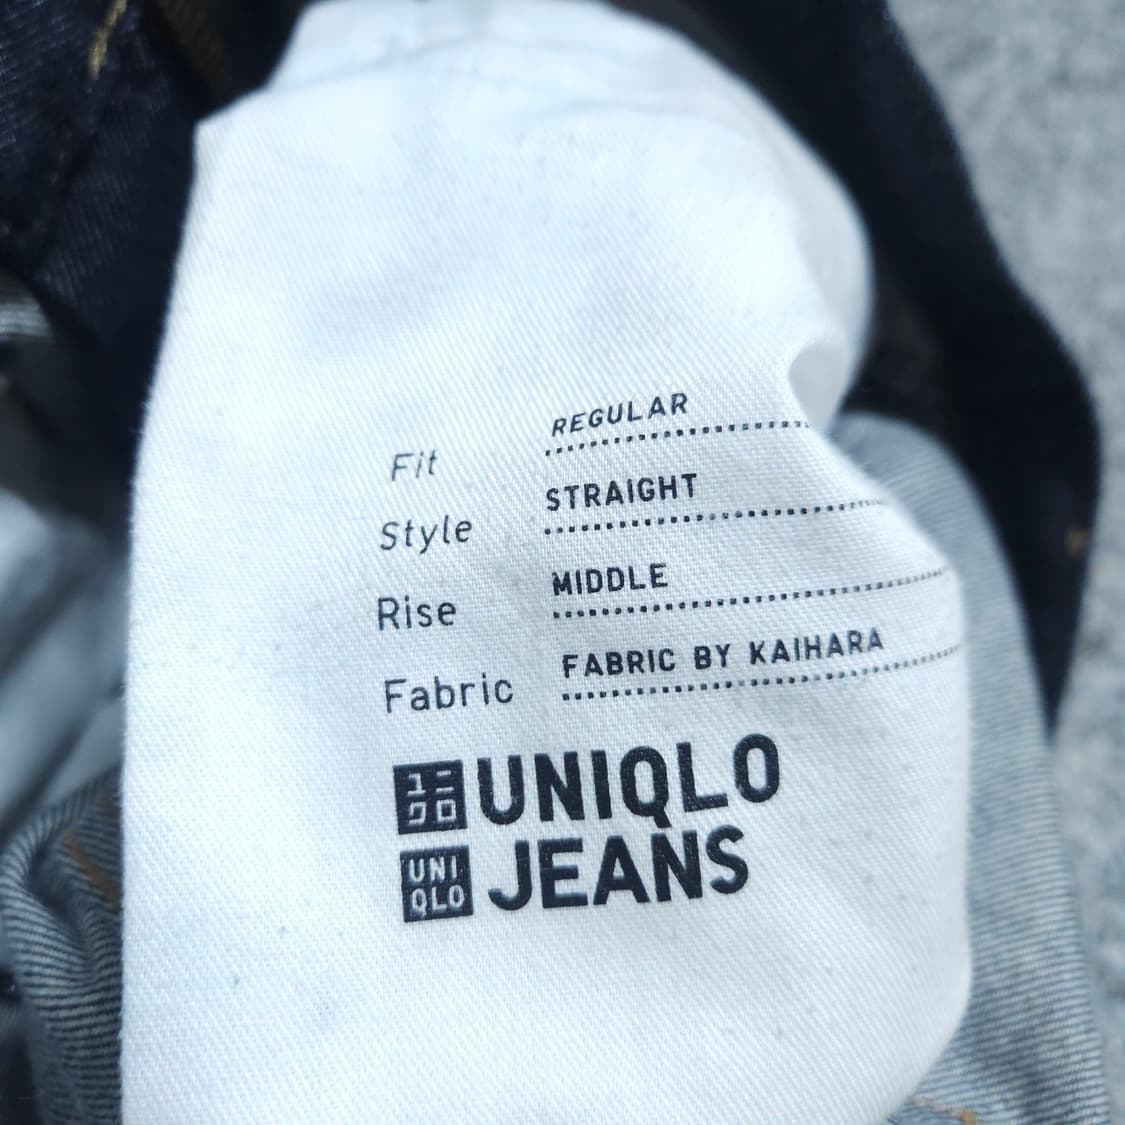 Fit REGULAR
Style STRAIGHT
Rise MIDDLE
Fabric FABRIC BY KAIHARA
ユニ
クロ
UNIQLO
UNI
QLO
JEANS